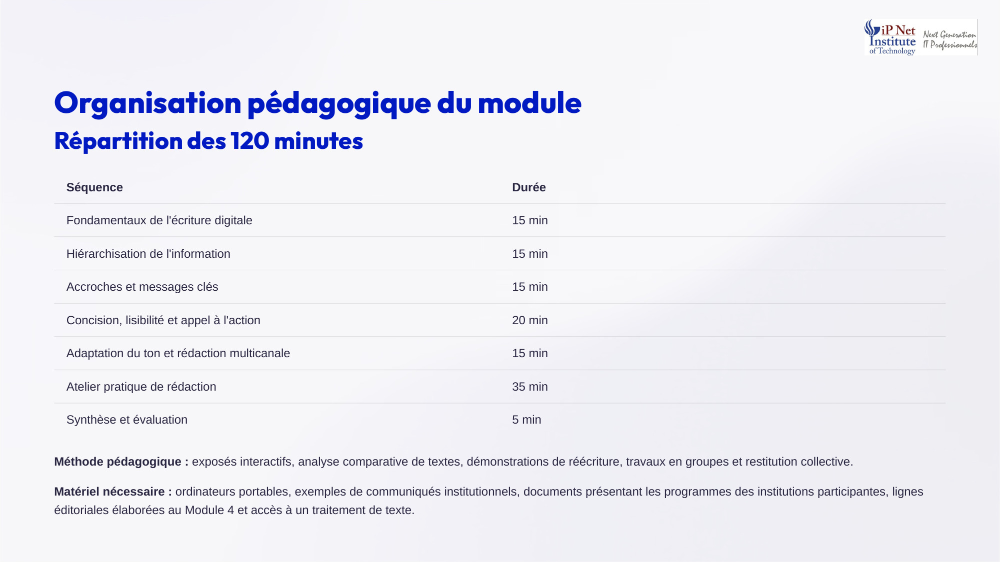 iP Net
Institute
of Technology
Next Generation
IT Professionnels
Organisation pédagogique du module
Répartition des 120 minutes
Séquence Durée
Fondamentaux de l'écriture digitale 15 min
Hiérarchisation de l'information 15 min
Accroches et messages clés 15 min
Concision, lisibilité et appel à l'action 20 min
Adaptation du ton et rédaction multicanale 15 min
Atelier pratique de rédaction 35 min
Synthèse et évaluation 5 min
Méthode pédagogique : exposés interactifs, analyse comparative de textes, démonstrations de réécriture, travaux en groupes et restitution collective.
Matériel nécessaire : ordinateurs portables, exemples de communiqués institutionnels, documents présentant les programmes des institutions participantes, lignes
éditoriales élaborées au Module 4 et accès à un traitement de texte.